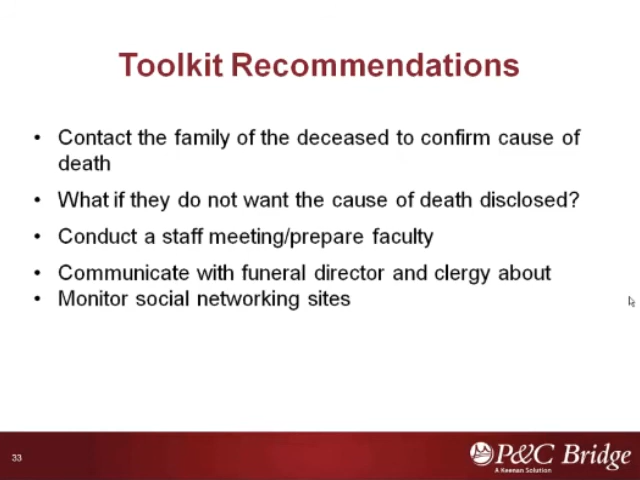 Toolkit Recommendations
• Contact the family of the deceased to confirm cause of
death
• What if they do not want the cause of death disclosed?
• Conduct a staff meeting/prepare faculty
• Communicate with funeral director and clergy about
• Monitor social networking sites
33
P&C Bridge
A Keenan Solution